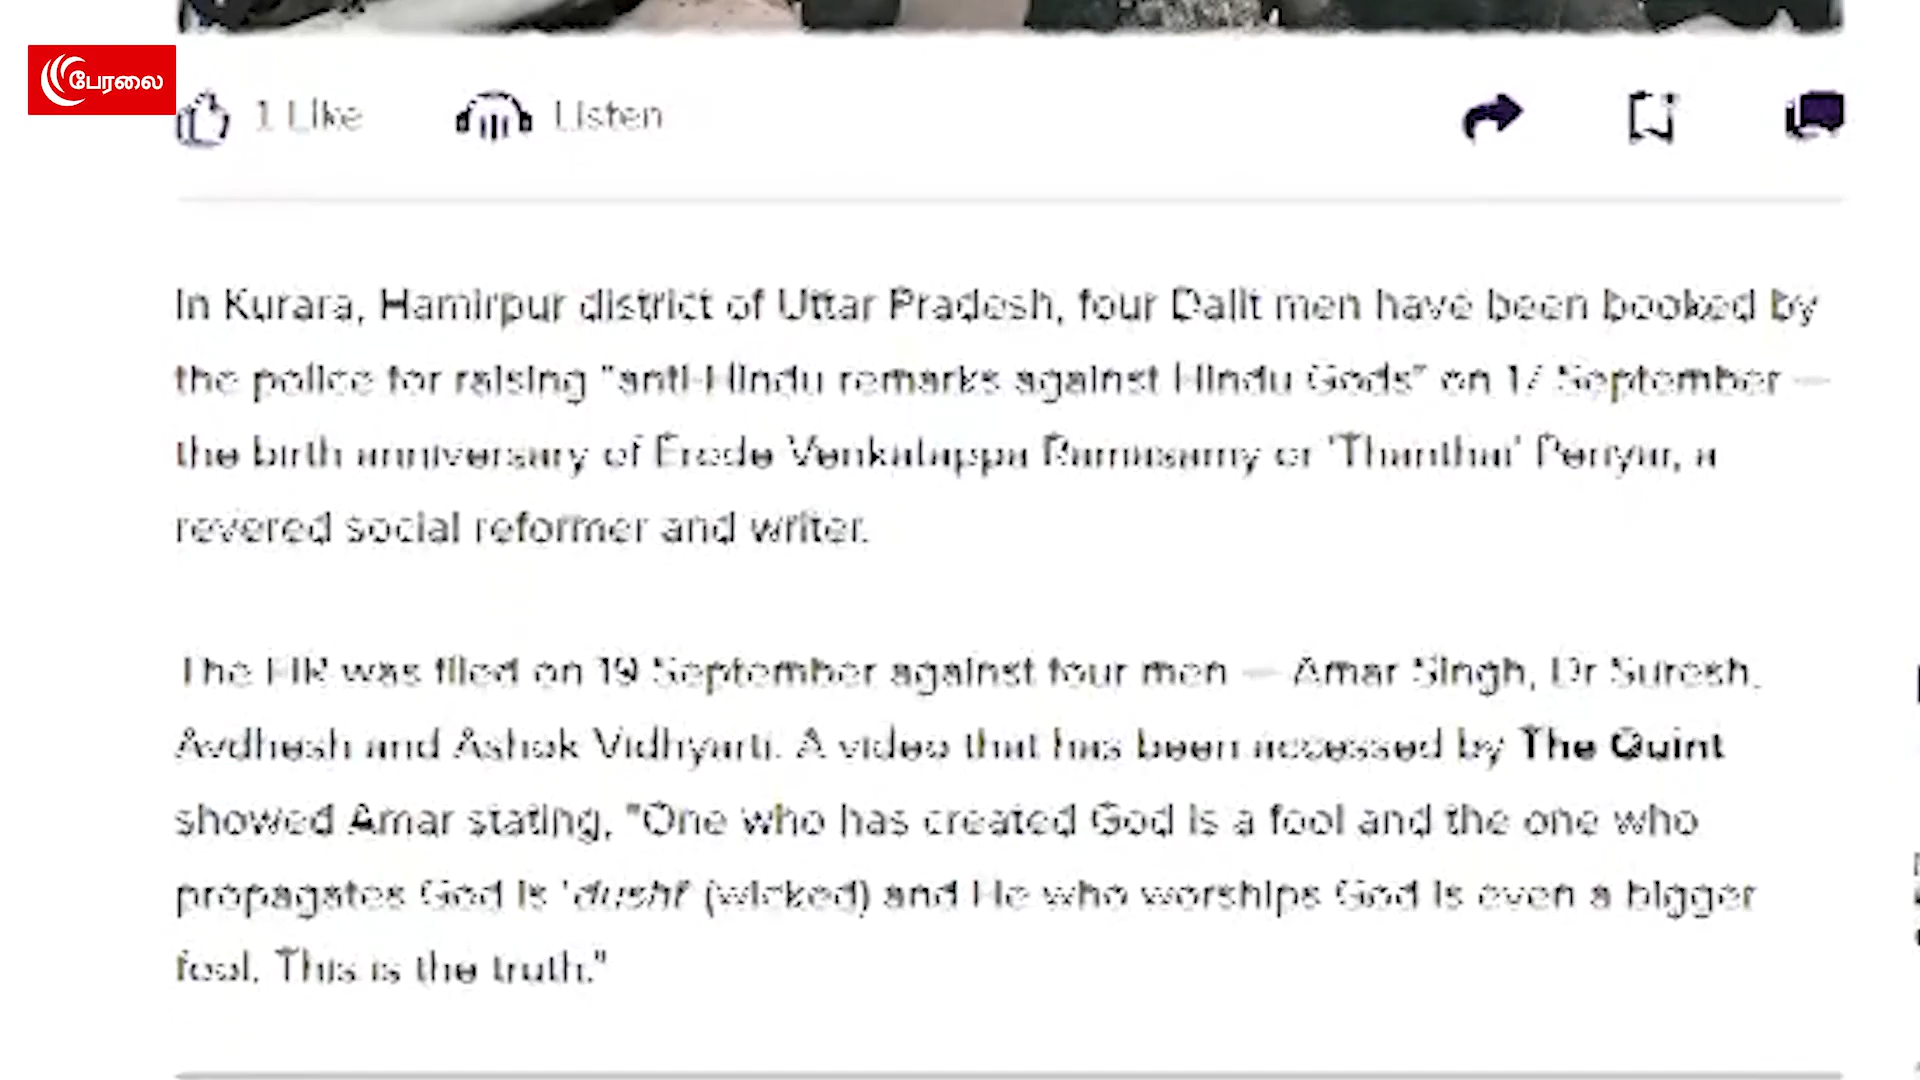 பேரலை
1 Like
Listen
In Kurara, Hamirpur district of Uttar Pradesh, four Dalit men have been booked by
the police for raising "anti-Hindu remarks against Hindu Gods" on 17 September —
the birth anniversary of Erode Venkatappa Ramasamy or 'Thanthai' Periyar, a
revered social reformer and writer.
The FIR was filed on 19 September against four men — Amar Singh, Dr Suresh,
Avdhesh and Ashok Vidhyarti. A video that has been accessed by The Quint
showed Amar stating, "One who has created God is a fool and the one who
propagates God is 'dusht' (wicked) and He who worships God is even a bigger
fool. This is the truth."